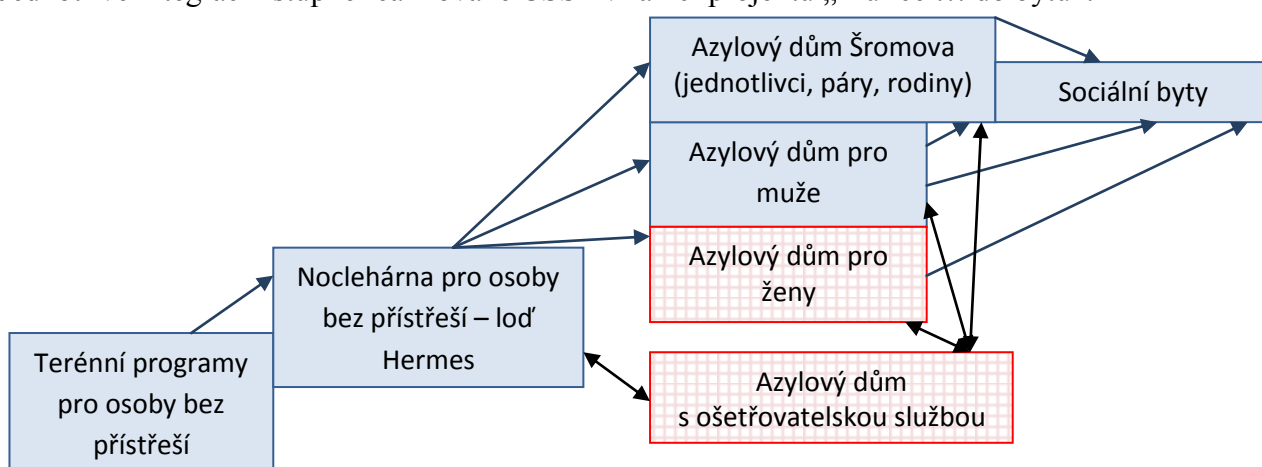 Azylový dům Šromova
(jednotlivci, páry, rodiny)
Sociální byty
Azylový dům pro
muže
Azylový dům pro
ženy
Noclehárna pro osoby
bez přístřeší – loď
Hermes
Terénní programy
pro osoby bez
přístřeší
Azylový dům
s ošetřovatelskou službou